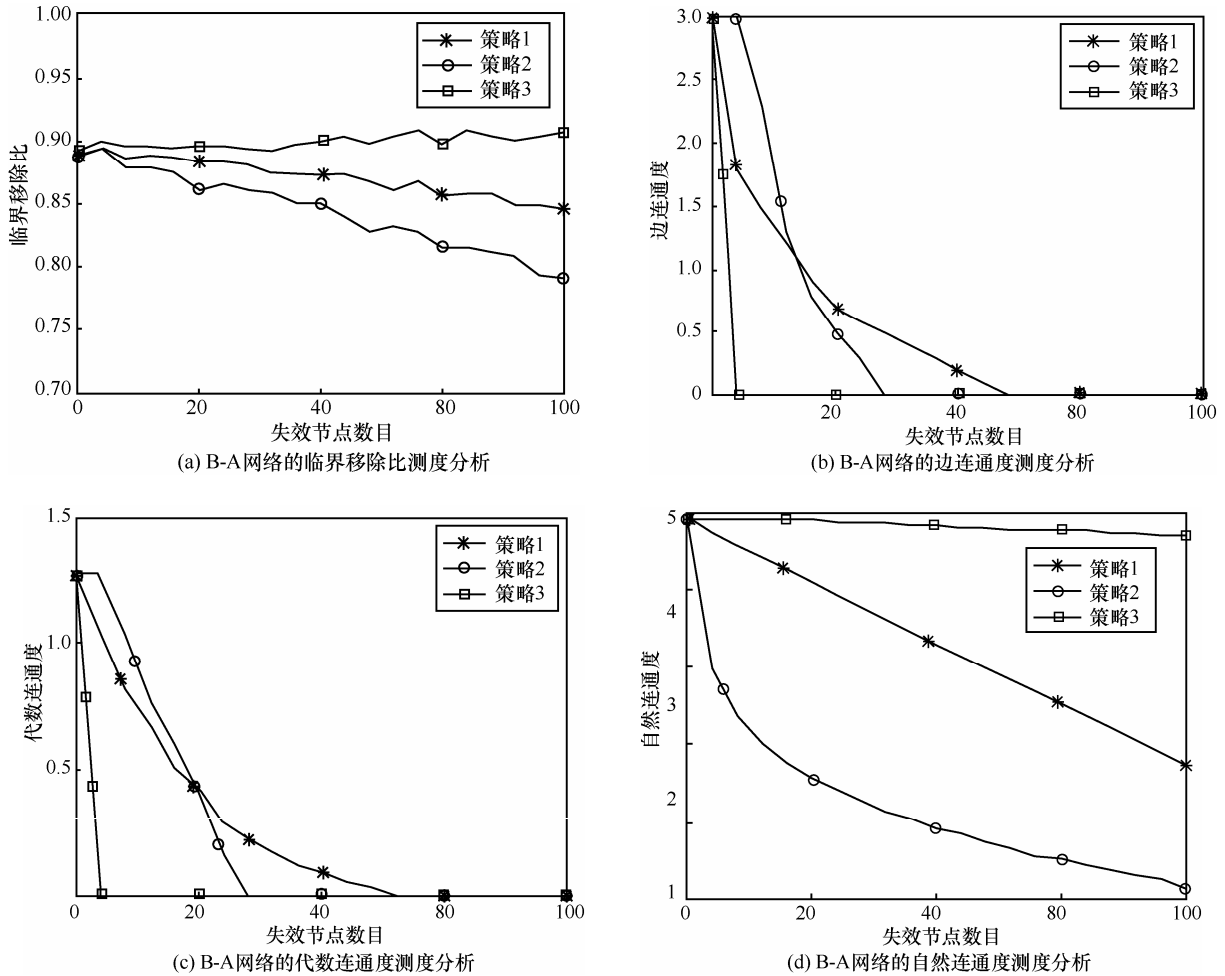 1.00
0.95
0.90
0.85
0.80
0.75
0.70
临界移除比
策略1
策略2
策略3
0 20 40 80 100
失效节点数目
(a) B-A网络的临界移除比测度分析
3.0
2.5
2.0
1.5
1.0
0.5
0
边连通度
策略1
策略2
策略3
20 40 80 100
失效节点数目
(b) B-A网络的边连通度测度分析
1.5
1.0
0.5
代数连通度
策略1
策略2
策略3
0 20 40 80 100
失效节点数目
(c) B-A网络的代数连通度测度分析
5
4
3
2
1
自然连通度
策略1
策略2
策略3
0 20 40 80 100
失效节点数目
(d) B-A网络的自然连通度测度分析